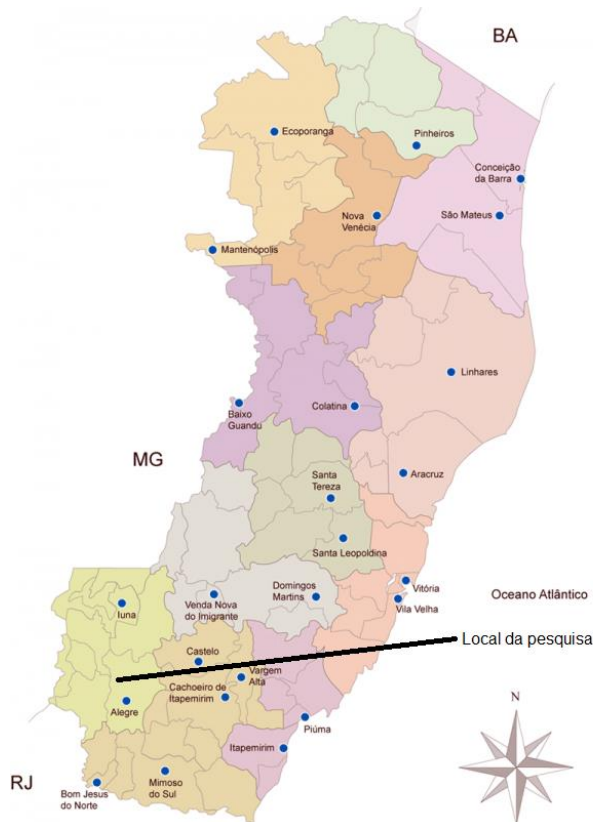 BA
Ecoporanga
Pinheiros
Conceição
da Barra
Nova
Venécia
São Mateus
Mantenópolis
Linhares
Baixo
Guandu
Colatina
MG
Aracruz
Santa
Tereza
Santa Leopoldina
Vitória
Vila Velha
Oceano Atlântico
Iuna
Venda Nova
do Imigrante
Domingos
Martins
Local da pesquisa
Castelo
Vargem
Alta
Cachoeiro de
Itapemirim
Alegre
Piúma
Itapemirim
N
RJ
Bom Jesus
do Norte
Mimoso
do Sul